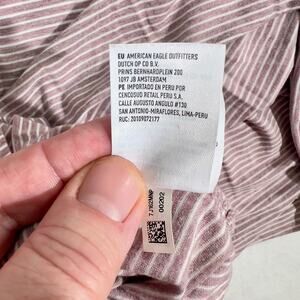 EU AMERICAN EAGLE OUTFITTERS
DUTCH OP CO B.V.
PRINS BERNHARDPLEIN 200
1097 JB AMSTERDAM
PE IMPORTADO EN PERU POR
CENCOSUD RETAIL PERU S.A.
CALLE AUGUSTO ANGULO #130
SAN ANTONIO-MIRAFLORES, LIMA-PERU
RUC: 20109072177
00202